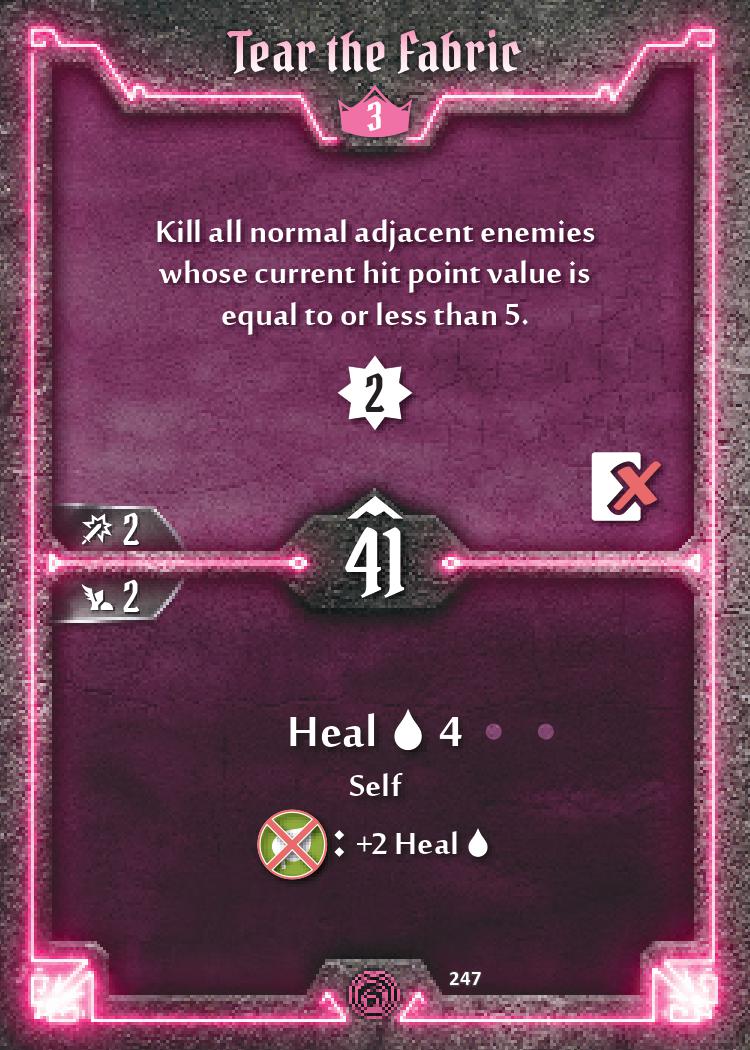 Tear the Fabric
3
Kill all normal adjacent enemies
whose current hit point value is
equal to or less than 5.
2
2
41
2
Heal 4
Self
: +2 Heal
247